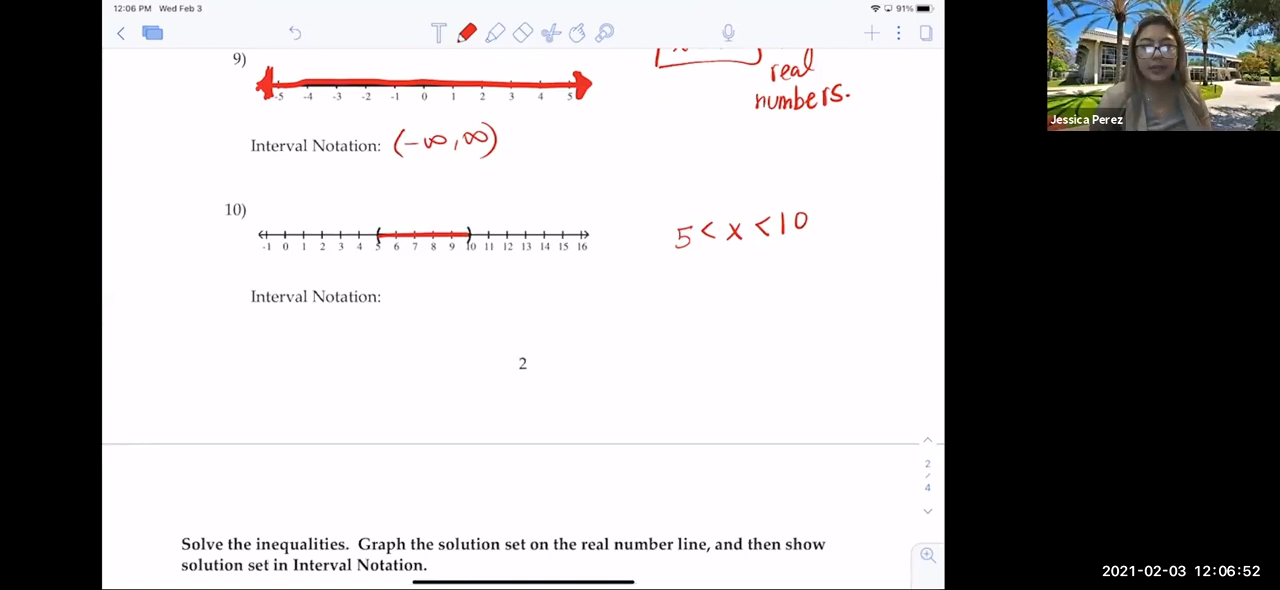 12:06 PM Wed Feb 3
91%
T
real
numbers.
9)
-5 -4 -3 -2 -1 0 1 2 3 4 5
Interval Notation: (-∞, ∞)
Jessica Perez
10)
5 < x < 10
-1 0 1 2 3 4 5 6 7 8 9 10 11 12 13 14 15 16
Interval Notation:
2
2
/
4
Solve the inequalities. Graph the solution set on the real number line, and then show
solution set in Interval Notation.
2021-02-03 12:06:52